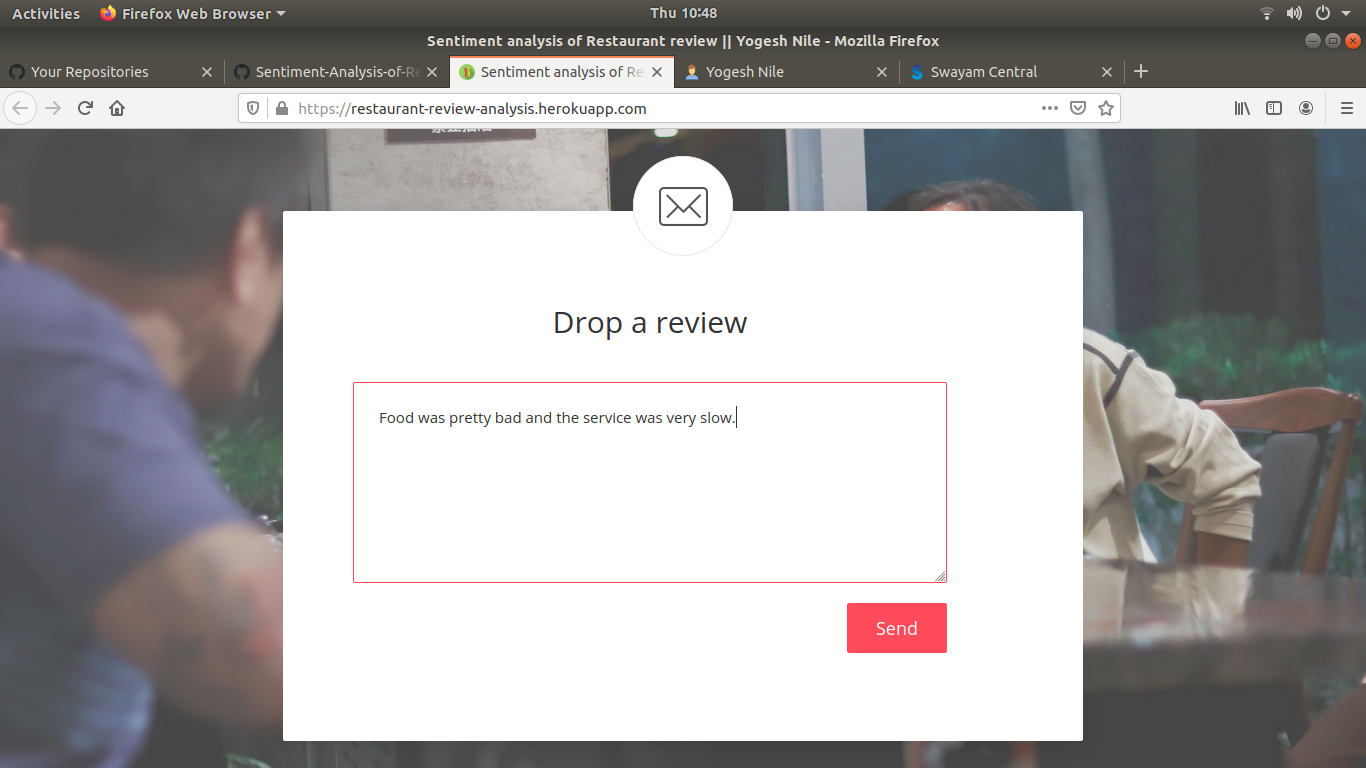 Activities
Firefox Web Browser
Thu 10:48
Sentiment analysis of Restaurant review || Yogesh Nile - Mozilla Firefox
Your Repositories
Sentiment-Analysis-of-Re
Sentiment analysis of Re
Yogesh Nile
Swayam Central
https://restaurant-review-analysis.herokuapp.com
Drop a review
Food was pretty bad and the service was very slow.
Send